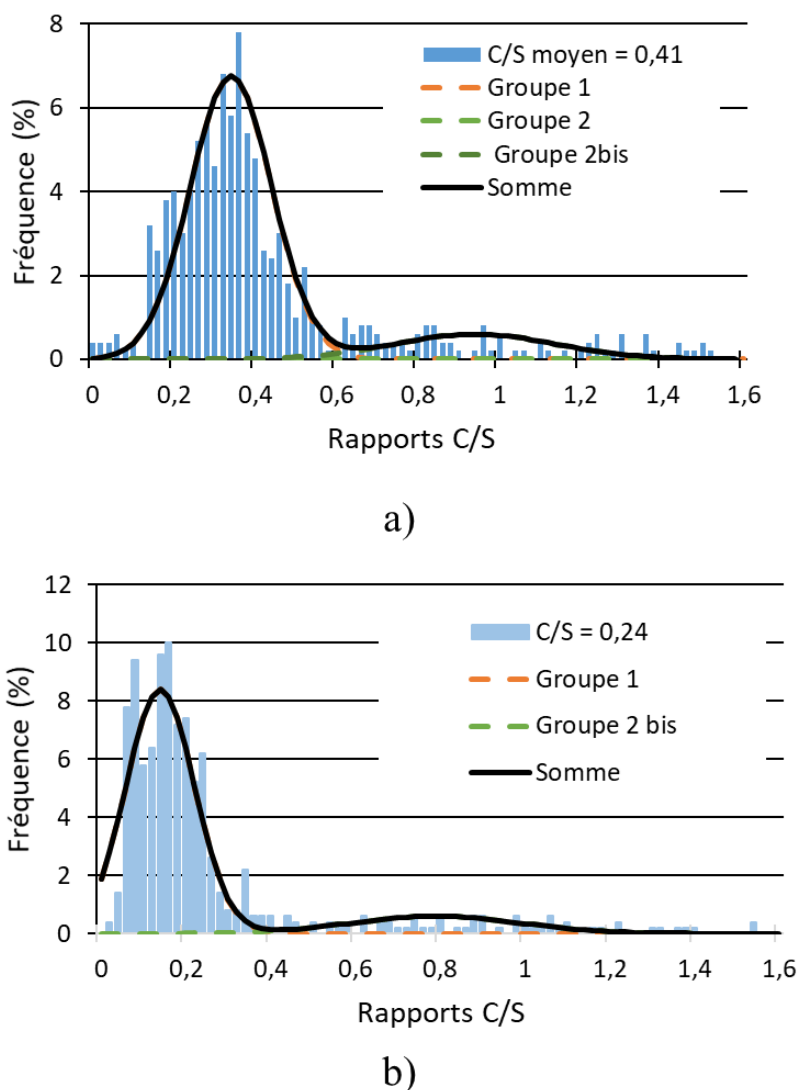 8
6
4
2
0
Fréquence (%)
C/S moyen = 0,41
Groupe 1
Groupe 2
Groupe 2bis
Somme
0 0,2 0,4 0,6 0,8 1 1,2 1,4 1,6
Rapports C/S
a)
12
10
8
6
4
2
0
Fréquence (%)
C/S = 0,24
Groupe 1
Groupe 2 bis
Somme
0 0,2 0,4 0,6 0,8 1 1,2 1,4 1,6
Rapports C/S
b)